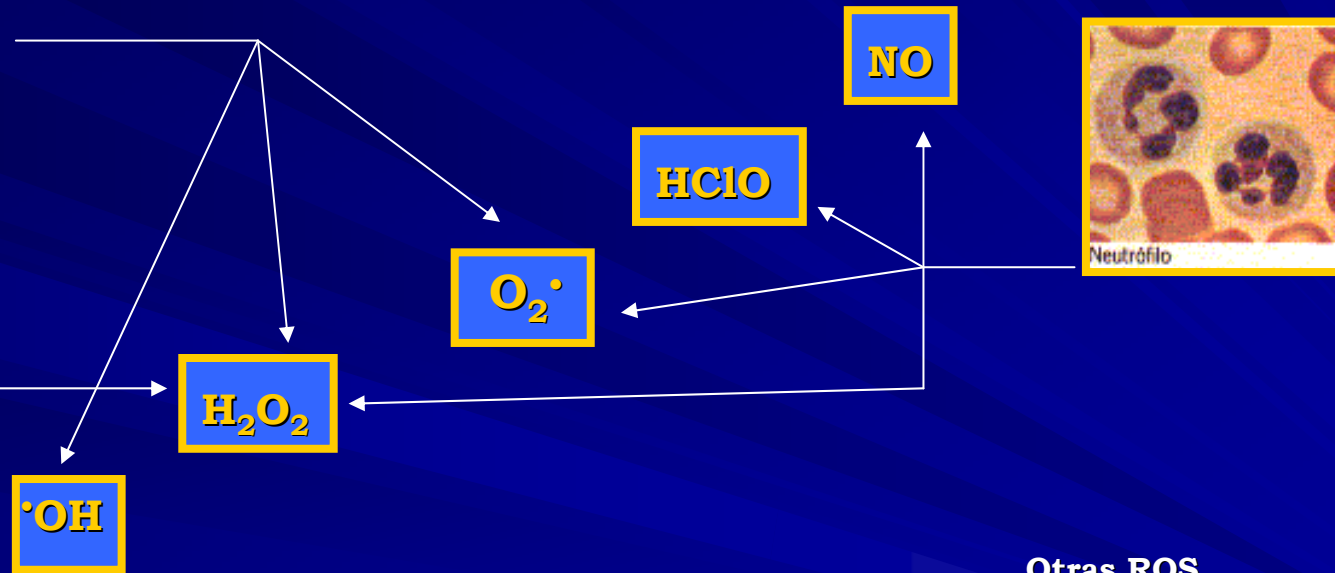 NO
HClO
Neutrófilo
O₂•
H₂O₂
•OH
Otras ROS